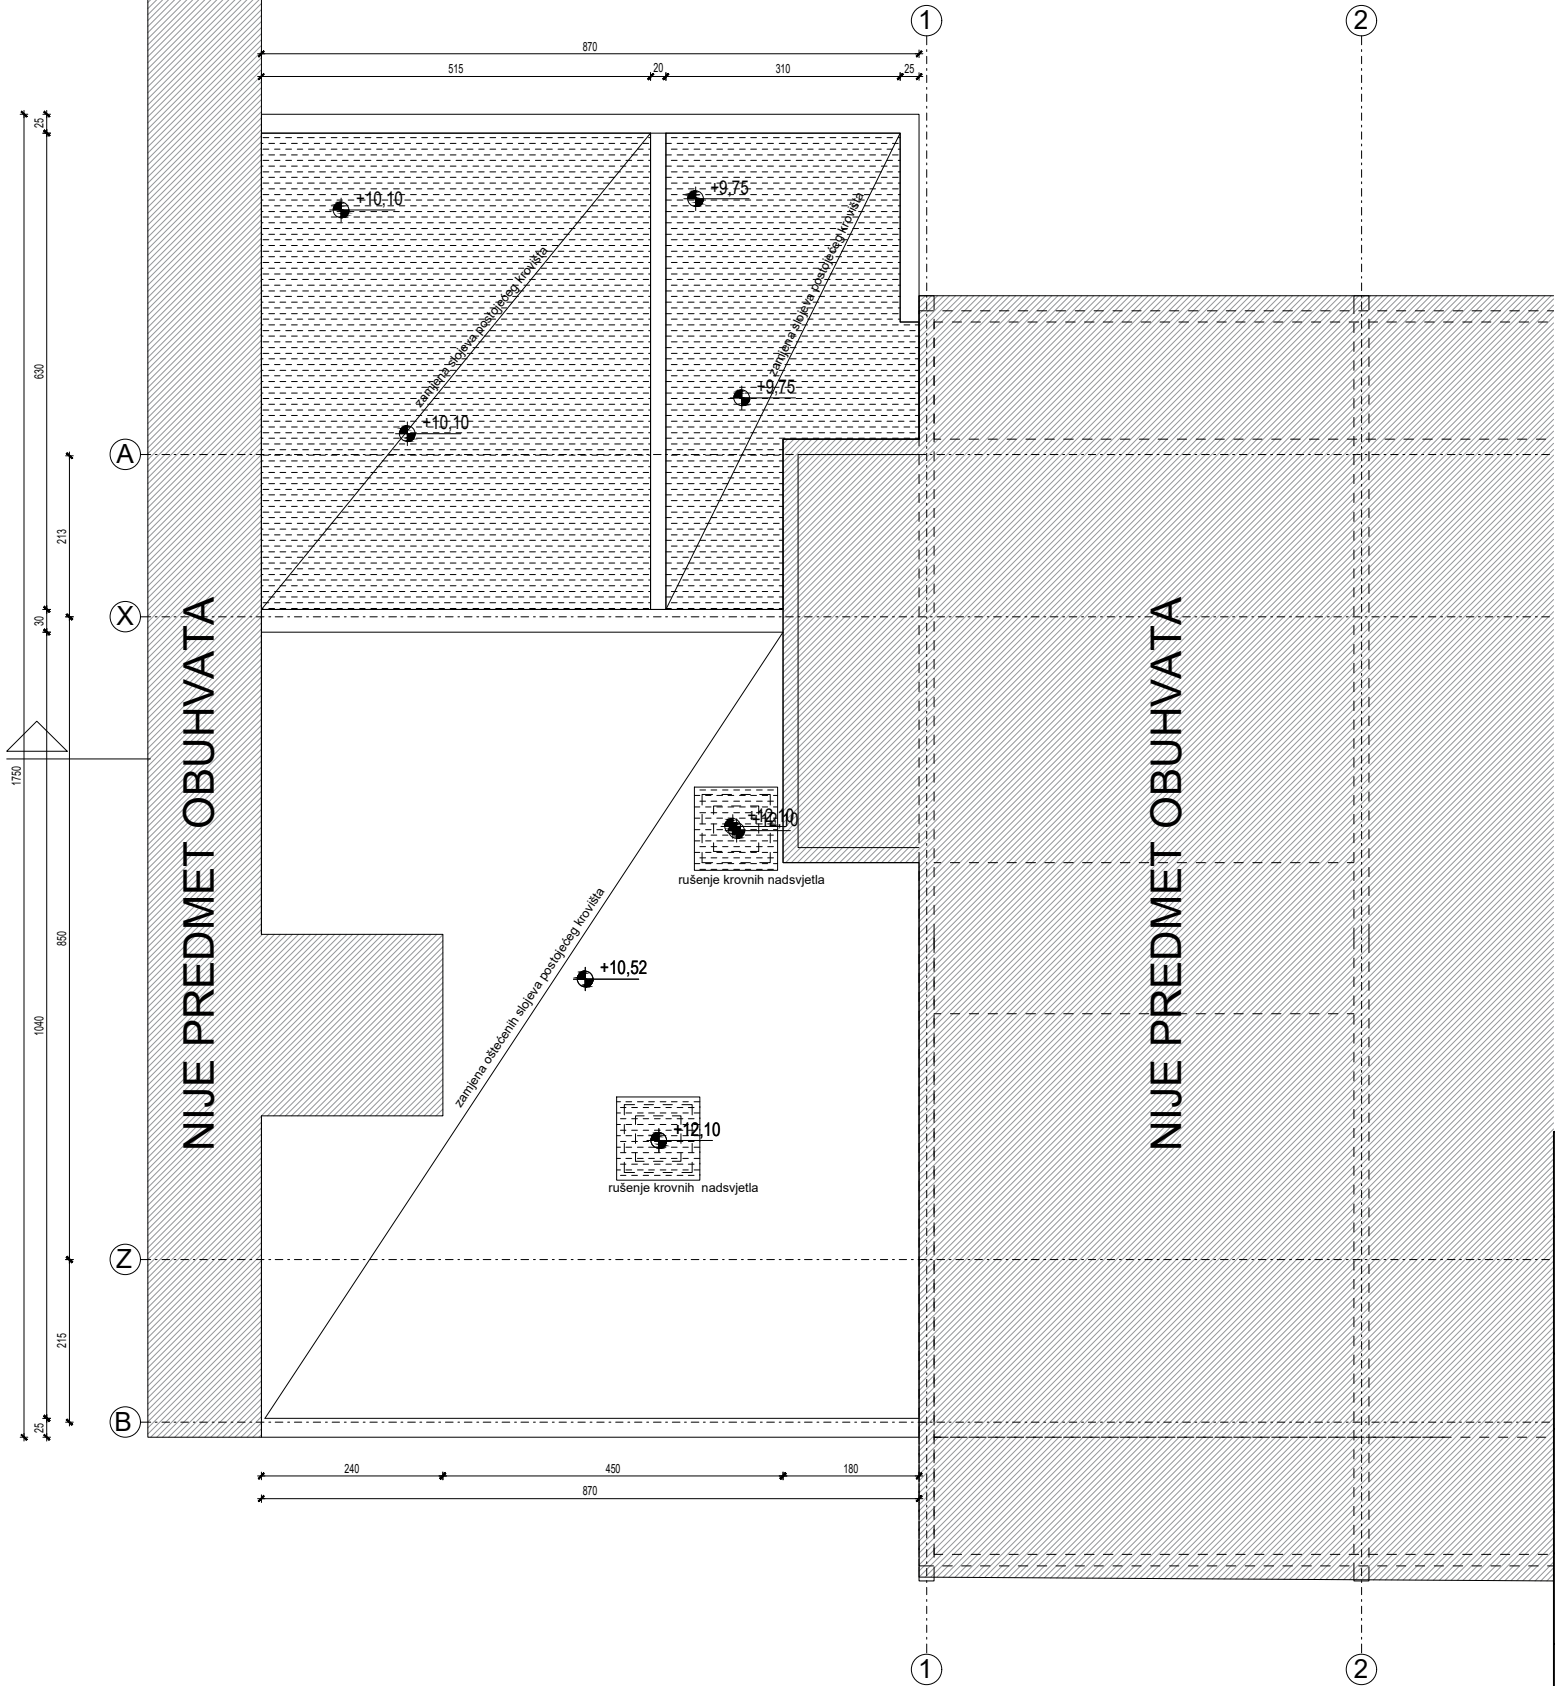 1
2
870
515
20
310
25
25
+10,10
+9,75
zamjena slojeva postojećeg krovišta
zamjena slojeva postojećeg krovišta
630
+9,75
+10,10
A
213
X
30
NIJE PREDMET OBUHVATA
NIJE PREDMET OBUHVATA
1750
+12,10
+12,10
rušenje krovnih nadsvjetla
850
zamjena oštećenih slojeva postojećeg krovišta
+10,52
1040
+12,10
rušenje krovnih nadsvjetla
Z
215
B
25
240
450
180
870
1
2